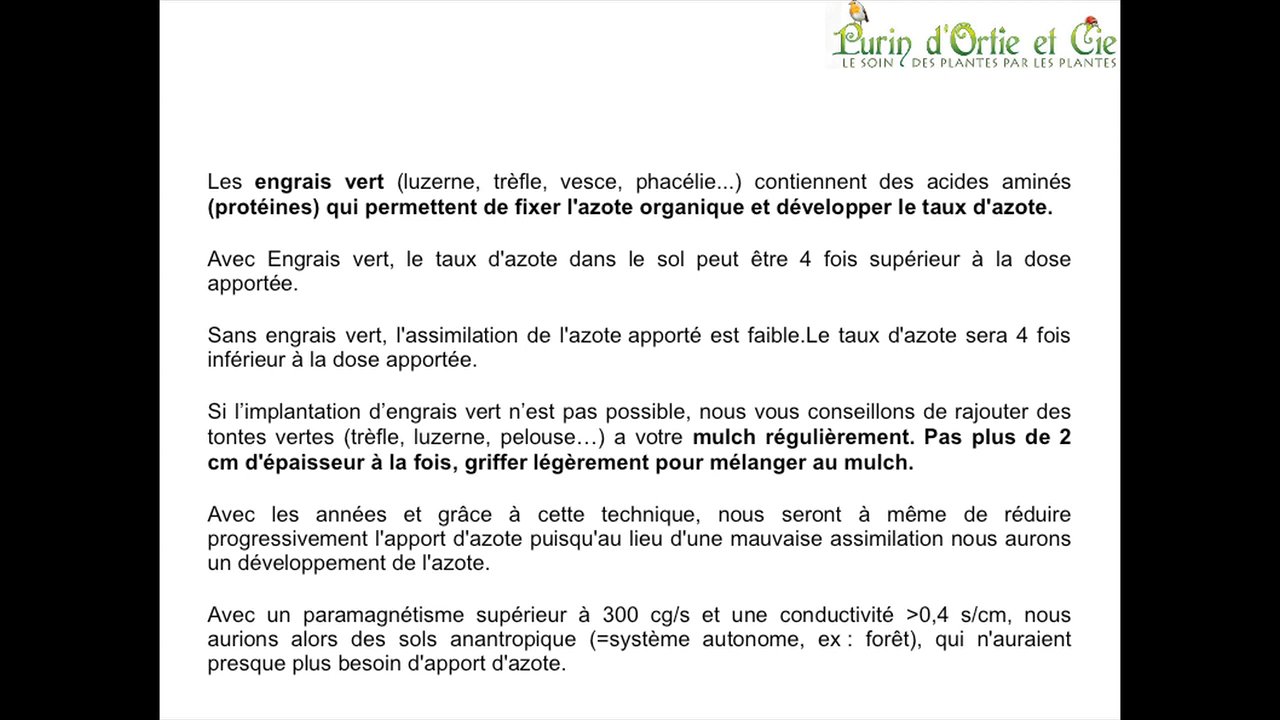 Purin d'Ortie et Cie
LE SOIN DES PLANTES PAR LES PLANTES
Les engrais vert (luzerne, trèfle, vesce, phacélie...) contiennent des acides aminés
(protéines) qui permettent de fixer l'azote organique et développer le taux d'azote.
Avec Engrais vert, le taux d'azote dans le sol peut être 4 fois supérieur à la dose
apportée.
Sans engrais vert, l'assimilation de l'azote apporté est faible.Le taux d'azote sera 4 fois
inférieur à la dose apportée.
Si l’implantation d’engrais vert n’est pas possible, nous vous conseillons de rajouter des
tontes vertes (trèfle, luzerne, pelouse…) a votre mulch régulièrement. Pas plus de 2
cm d'épaisseur à la fois, griffer légèrement pour mélanger au mulch.
Avec les années et grâce à cette technique, nous seront à même de réduire
progressivement l'apport d'azote puisqu'au lieu d'une mauvaise assimilation nous aurons
un développement de l'azote.
Avec un paramagnétisme supérieur à 300 cg/s et une conductivité >0,4 s/cm, nous
aurions alors des sols anantropique (=système autonome, ex : forêt), qui n'auraient
presque plus besoin d'apport d'azote.